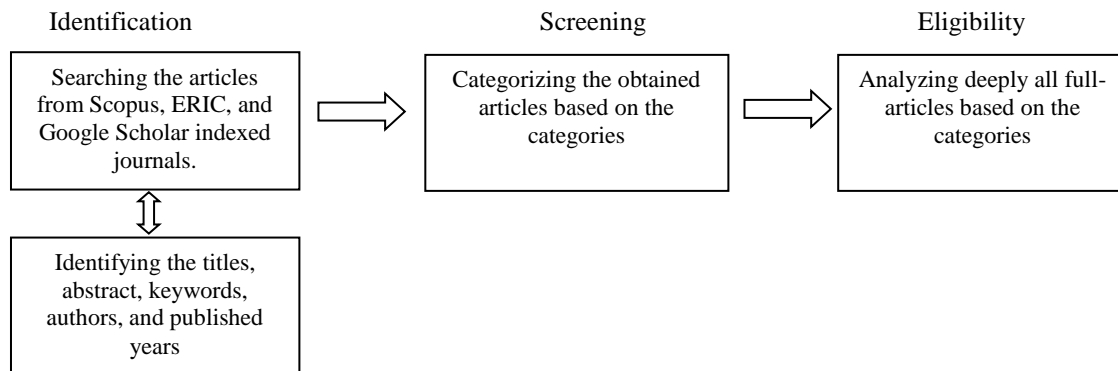 Identification
Searching the articles
from Scopus, ERIC, and
Google Scholar indexed
journals.
Identifying the titles,
abstract, keywords,
authors, and published
years
Screening
Categorizing the obtained
articles based on the
categories
Eligibility
Analyzing deeply all full-
articles based on the
categories